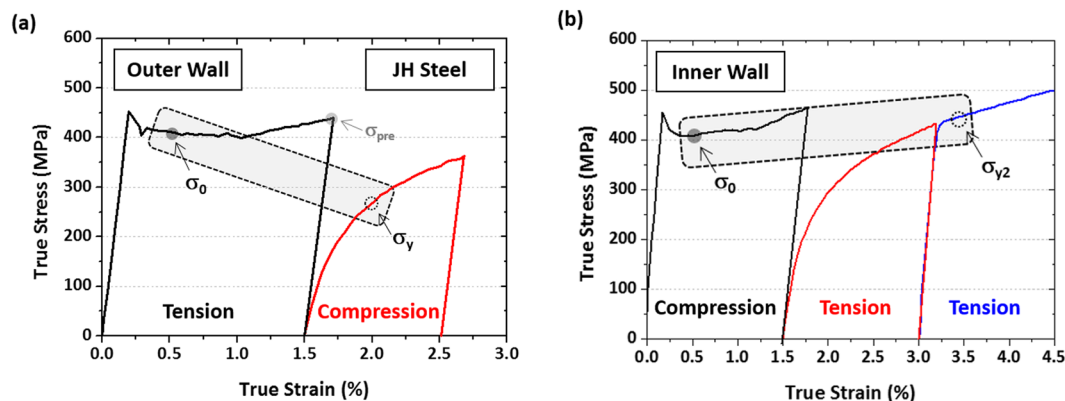 (a)
Outer Wall
JH Steel
True Stress (MPa)
600
500
400
300
200
100
0
σpre
σ0
σy
Tension
Compression
0.0
0.5
1.0
1.5
2.0
2.5
3.0
True Strain (%)
(b)
Inner Wall
True Stress (MPa)
600
500
400
300
200
100
0
σ0
σy2
Compression
Tension
Tension
0.0
0.5
1.0
1.5
2.0
2.5
3.0
3.5
4.0
4.5
True Strain (%)